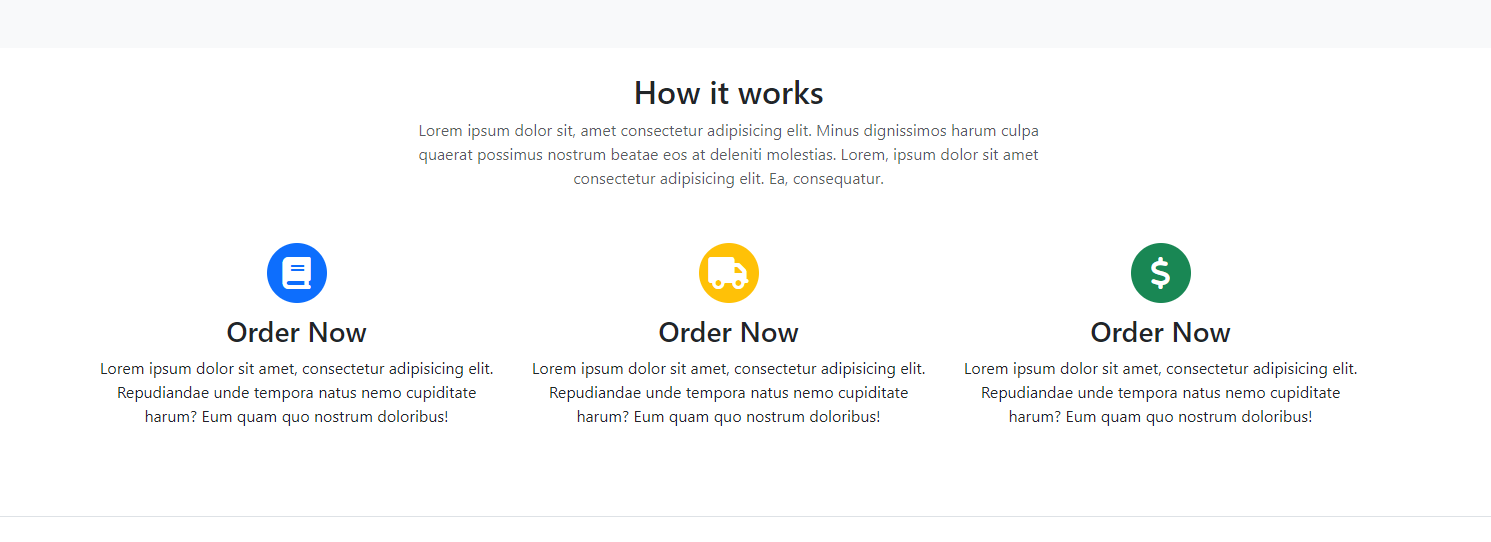 How it works
Lorem ipsum dolor sit, amet consectetur adipisicing elit. Minus dignissimos harum culpa
quaerat possimus nostrum beatae eos at deleniti molestias. Lorem, ipsum dolor sit amet
consectetur adipisicing elit. Ea, consequatur.
Order Now
Lorem ipsum dolor sit amet, consectetur adipisicing elit.
Repudiandae unde tempora natus nemo cupiditate
harum? Eum quam quo nostrum doloribus!
Order Now
Lorem ipsum dolor sit amet, consectetur adipisicing elit.
Repudiandae unde tempora natus nemo cupiditate
harum? Eum quam quo nostrum doloribus!
$
Order Now
Lorem ipsum dolor sit amet, consectetur adipisicing elit.
Repudiandae unde tempora natus nemo cupiditate
harum? Eum quam quo nostrum doloribus!